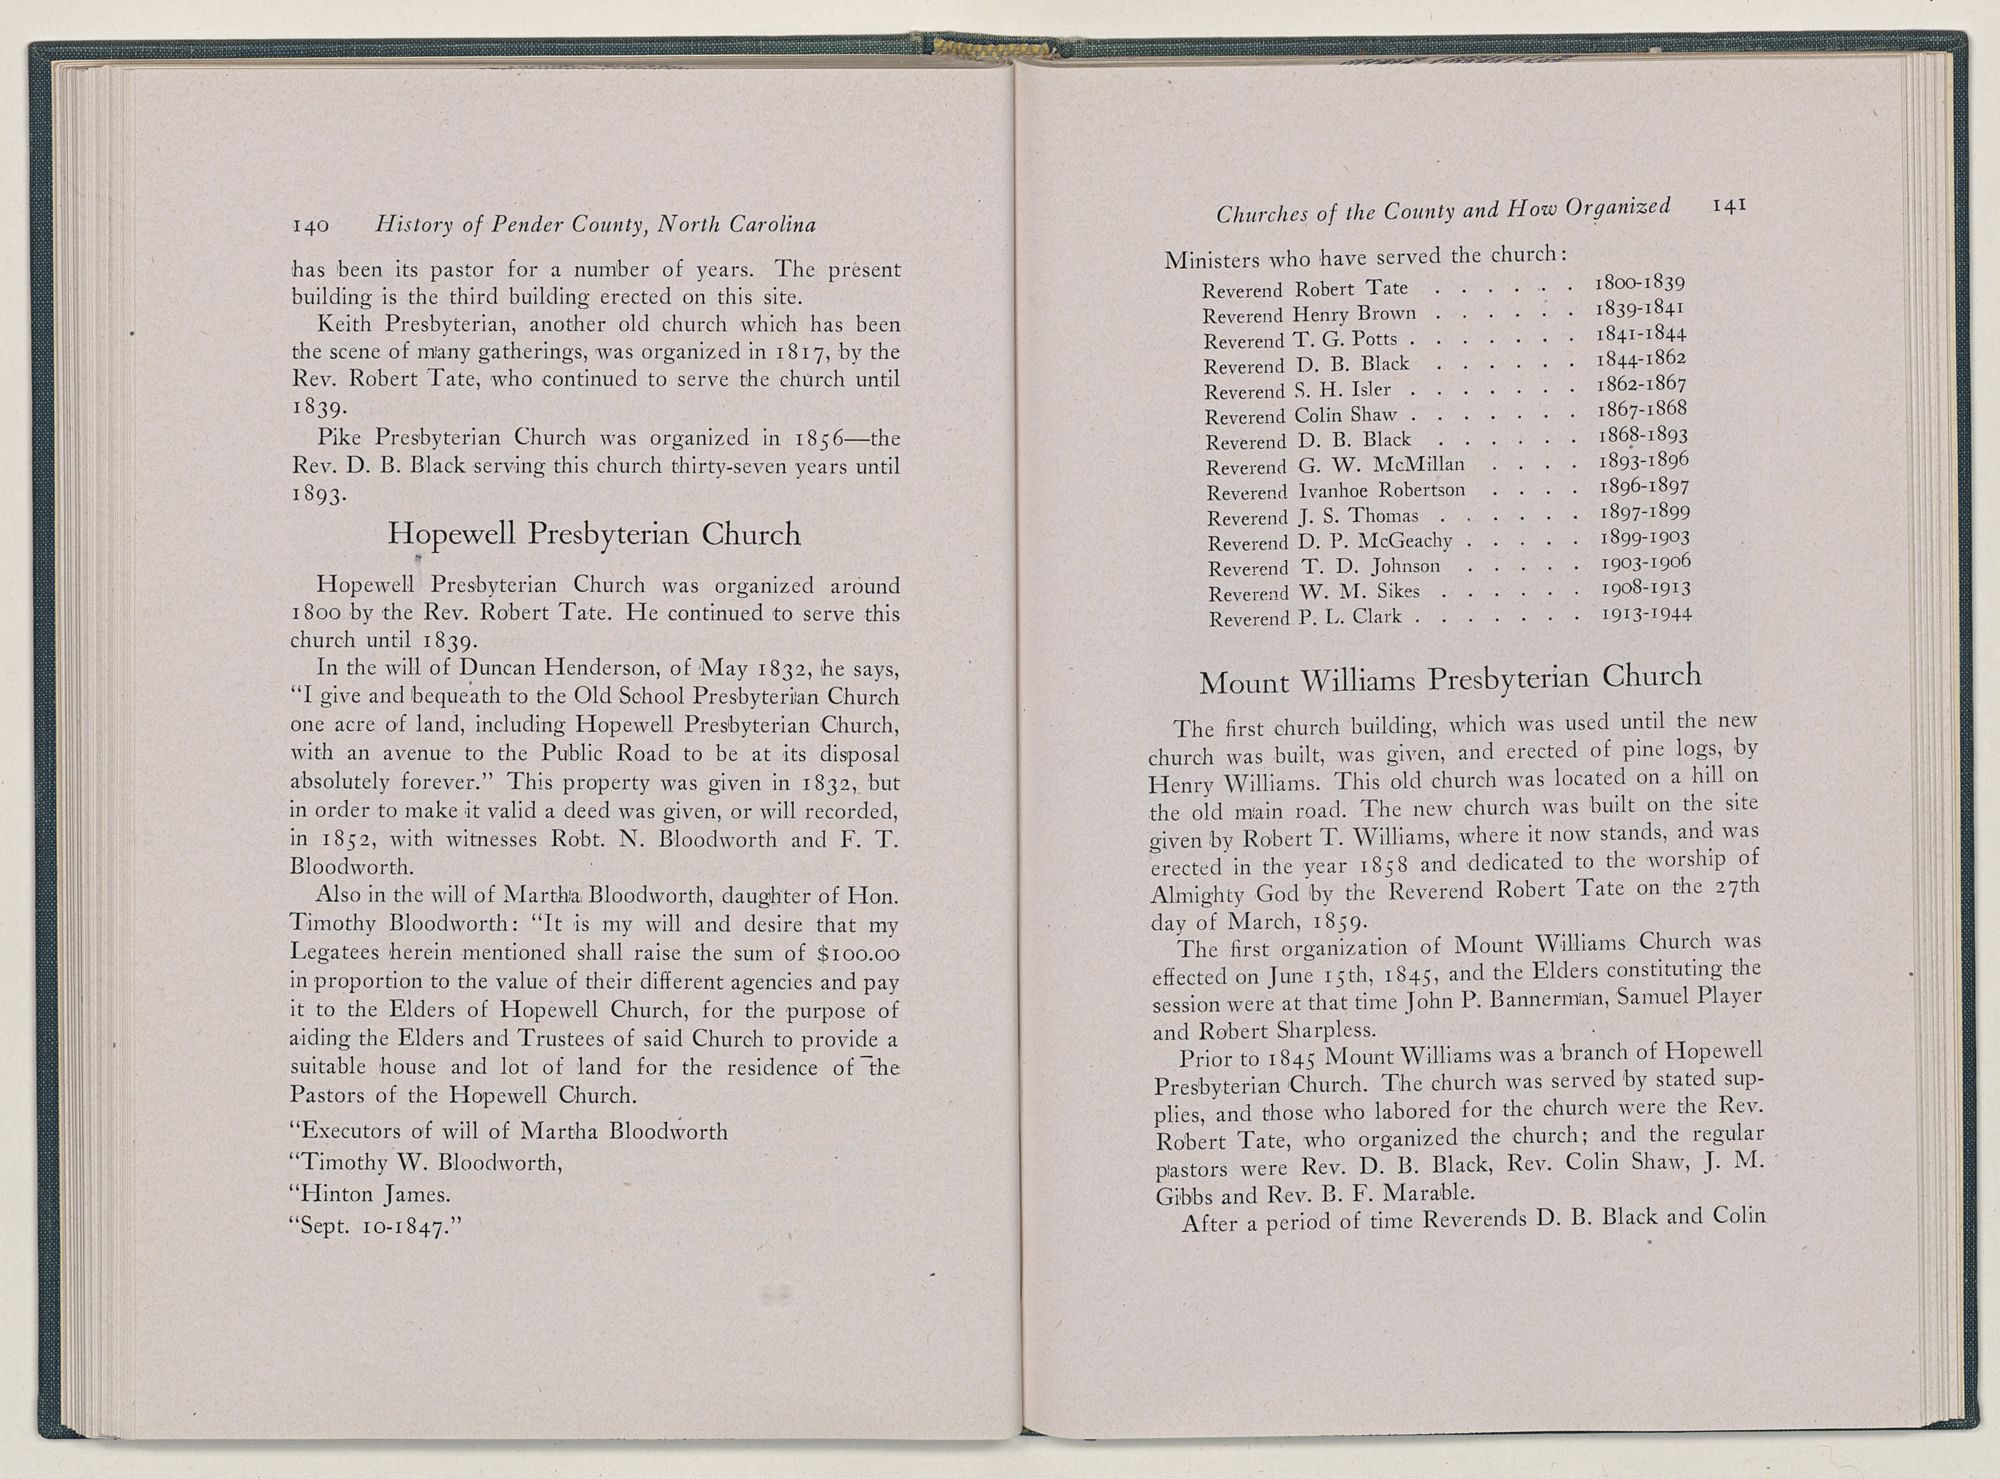 140 History of Pender County, North Carolina
has been its pastor for a number of years. The present
building is the third building erected on this site.
Keith Presbyterian, another old church which has been
the scene of many gatherings, was organized in 1817, by the
Rev. Robert Tate, who continued to serve the church until
1839.
Pike Presbyterian Church was organized in 1856—the
Rev. D. B. Black serving this church thirty-seven years until
1893.
Hopewell Presbyterian Church
Hopewell Presbyterian Church was organized around
1800 by the Rev. Robert Tate. He continued to serve this
church until 1839.
In the will of Duncan Henderson, of May 1832, he says,
“I give and bequeath to the Old School Presbyterian Church
one acre of land, including Hopewell Presbyterian Church,
with an avenue to the Public Road to be at its disposal
absolutely forever.” This property was given in 1832, but
in order to make it valid a deed was given, or will recorded,
in 1852, with witnesses Robt. N. Bloodworth and F. T.
Bloodworth.
Also in the will of Martha Bloodworth, daughter of Hon.
Timothy Bloodworth: “It is my will and desire that my
Legatees herein mentioned shall raise the sum of $100.00
in proportion to the value of their different agencies and pay
it to the Elders of Hopewell Church, for the purpose of
aiding the Elders and Trustees of said Church to provide a
suitable house and lot of land for the residence of the
Pastors of the Hopewell Church.
“Executors of will of Martha Bloodworth
“Timothy W. Bloodworth,
“Hinton James.
“Sept. 10-1847.”
Churches of the County and How Organized 141
Ministers who have served the church:
Reverend Robert Tate . . . . . . 1800-1839
Reverend Henry Brown . . . . . . 1839-1841
Reverend T. G. Potts . . . . . . . 1841-1844
Reverend D. B. Black . . . . . . 1844-1862
Reverend S. H. Isler . . . . . . . 1862-1867
Reverend Colin Shaw . . . . . . . 1867-1868
Reverend D. B. Black . . . . . . 1868-1893
Reverend G. W. McMillan . . . . 1893-1896
Reverend Ivanhoe Robertson . . . . 1896-1897
Reverend J. S. Thomas . . . . . . 1897-1899
Reverend D. P. McGeachy . . . . . 1899-1903
Reverend T. D. Johnson . . . . . 1903-1906
Reverend W. M. Sikes . . . . . . 1908-1913
Reverend P. L. Clark . . . . . . . 1913-1944
Mount Williams Presbyterian Church
The first church building, which was used until the new
church was built, was given, and erected of pine logs, by
Henry Williams. This old church was located on a hill on
the old main road. The new church was built on the site
given by Robert T. Williams, where it now stands, and was
erected in the year 1858 and dedicated to the worship of
Almighty God by the Reverend Robert Tate on the 27th
day of March, 1859.
The first organization of Mount Williams Church was
effected on June 15th, 1845, and the Elders constituting the
session were at that time John P. Bannerman, Samuel Player
and Robert Sharpless.
Prior to 1845 Mount Williams was a branch of Hopewell
Presbyterian Church. The church was served by stated sup-
plies, and those who labored for the church were the Rev.
Robert Tate, who organized the church; and the regular
pastors were Rev. D. B. Black, Rev. Colin Shaw, J. M.
Gibbs and Rev. B. F. Marable.
After a period of time Reverends D. B. Black and Colin